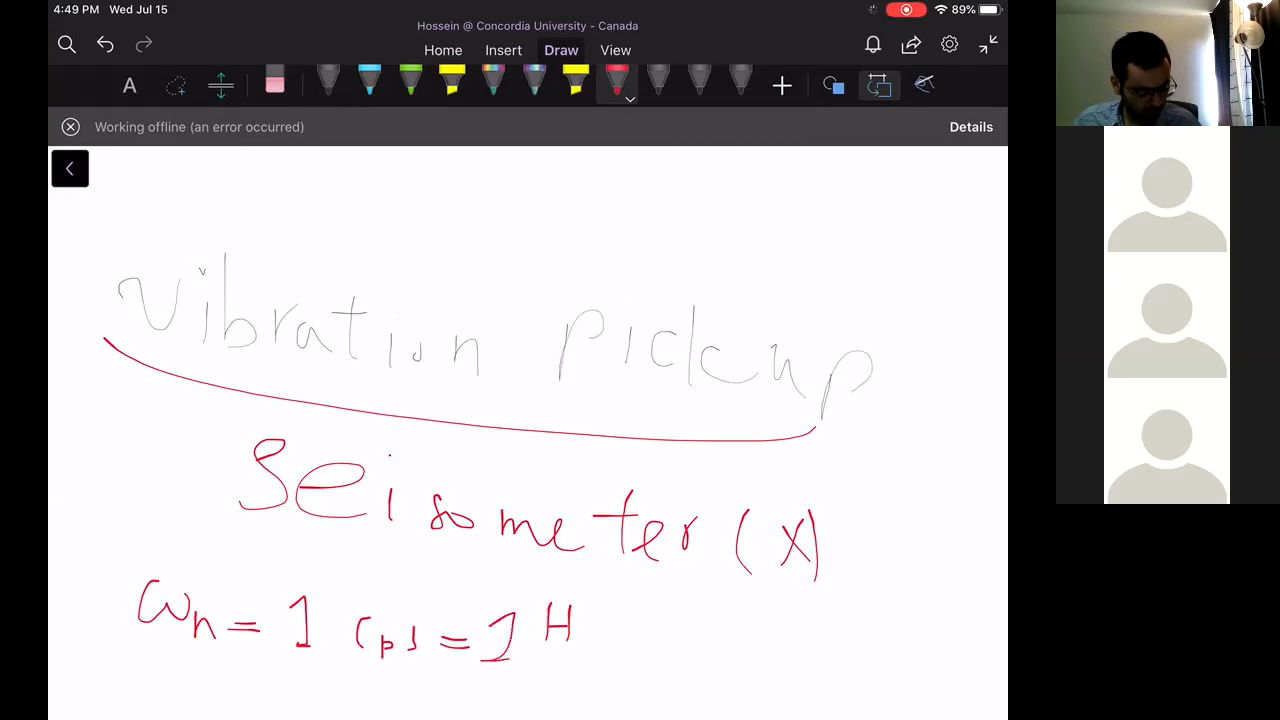 4:49 PM Wed Jul 15
89%
Hossein @ Concordia University - Canada
Home Insert Draw View
A
Working offline (an error occurred) Details
Vibration Pickup
Seisometer (X)
ωn = 1 cps = 1 H